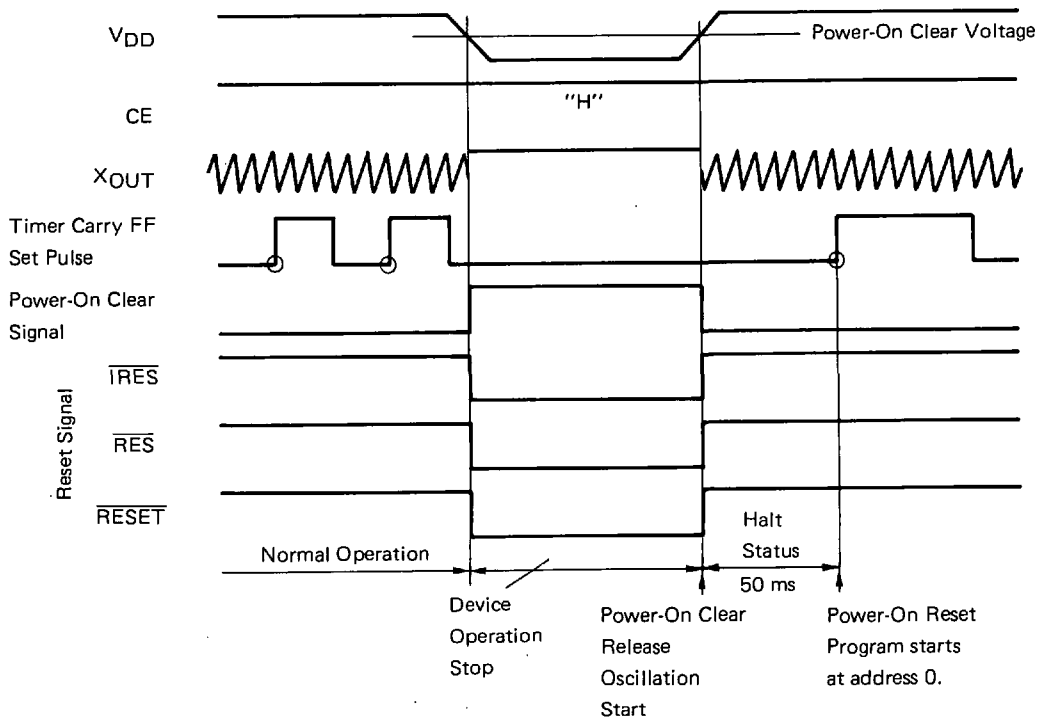 VDD
Power-On Clear Voltage
CE
"H"
XOUT
Timer Carry FF
Set Pulse
Power-On Clear
Signal
Reset Signal
IRES
RES
RESET
Normal Operation
Halt
Status
50 ms
Device
Operation
Stop
Power-On Clear
Release
Oscillation
Start
Power-On Reset
Program starts
at address 0.